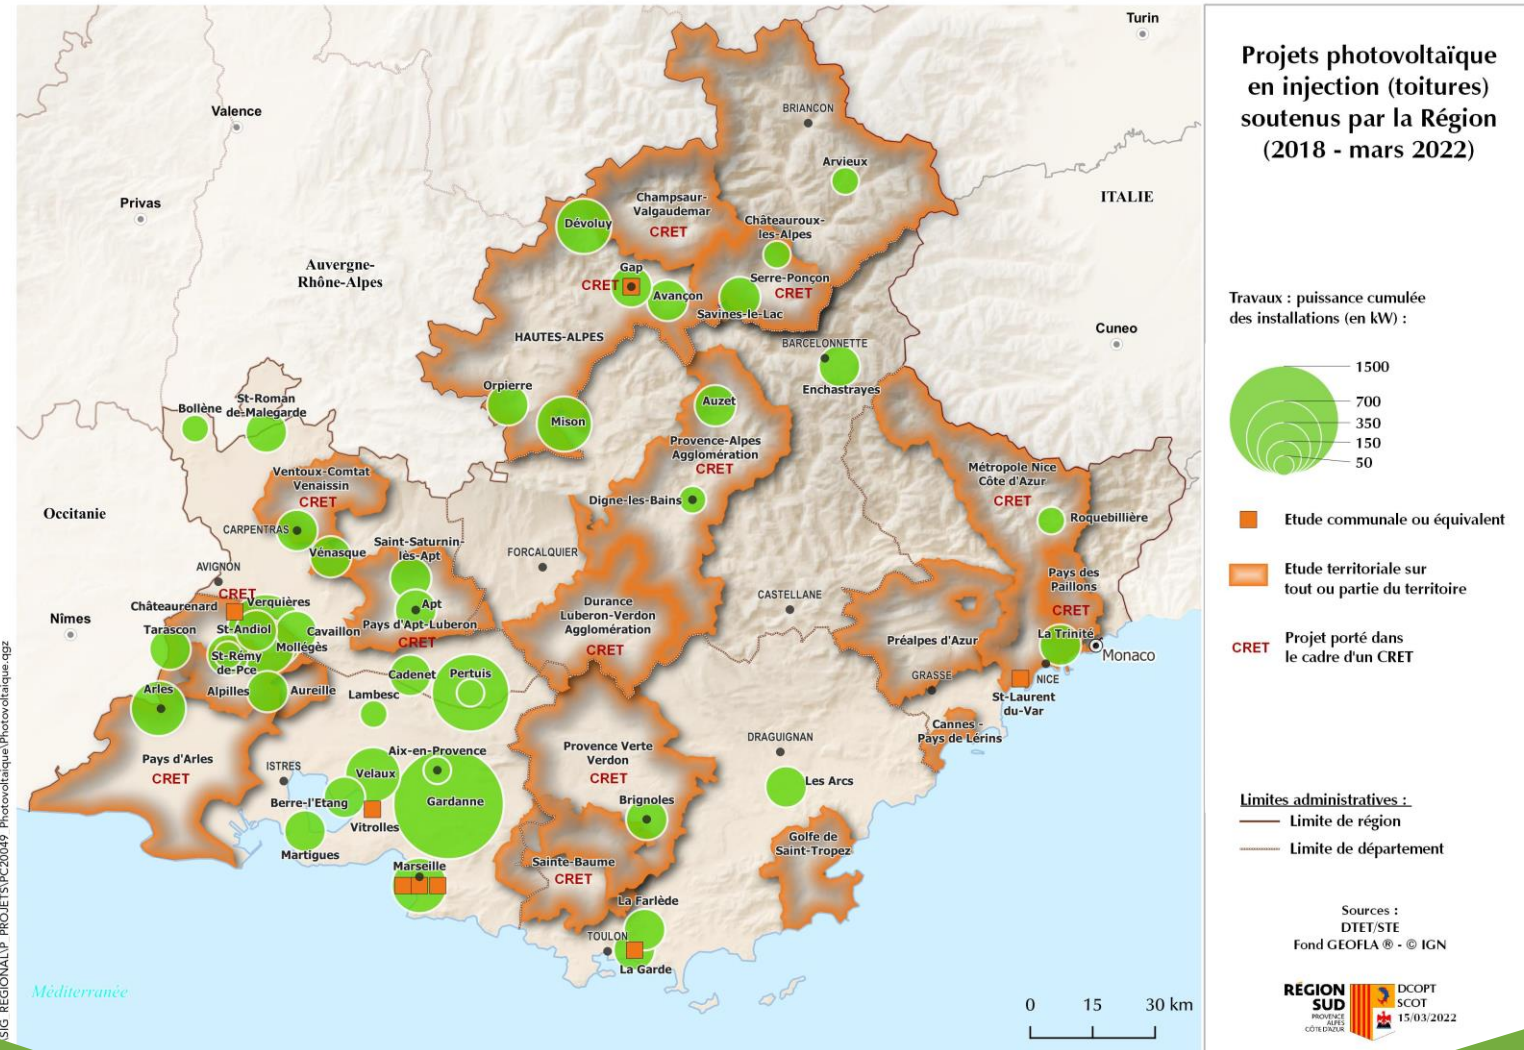 Turin
Valence
BRIANCON
Arvieux
ITALIE
Privas
Champsaur-
Valgaudemar
CRET
Dévoluy
Châteauroux-
les-Alpes
Auvergne-
Rhône-Alpes
Gap
CRET
Avançon
Serre-Ponçon
CRET
Savines-le-Lac
HAUTES-ALPES
Cuneo
BARCELONNETTE
Enchastrayes
Orpierre
Mison
Auzet
St-Roman
de-Malegarde
Bollène
Provence-Alpes
Agglomération
CRET
Ventoux-Comtat
Venaissin
CRET
Métropole Nice
Côte d'Azur
CRET
Digne-les-Bains
Roquebillière
Occitanie
CARPENTRAS
Vénasque
Saint-Saturnin-
lès-Apt
FORCALQUIER
AVIGNON
CRET
Châteaurenard
Verquières
Apt
Pays d'Apt-Luberon
CRET
Durance
Luberon-Verdon
Agglomération
CRET
CASTELLANE
Pays des
Paillons
CRET
Nîmes
Tarascon
St-Andiol
Cavaillon
Mollégès
St-Rémy
de-Pce
Préalpes d'Azur
La Trinité
Monaco
Cadenet
Pertuis
GRASSE
NICE
St-Laurent
du-Var
Arles
Alpilles
Aureille
Lambesc
Cannes -
Pays de Lérins
Pays d'Arles
CRET
ISTRES
Aix-en-Provence
Velaux
Provence Verte
Verdon
CRET
DRAGUIGNAN
Les Arcs
Berre-l'Etang
Vitrolles
Gardanne
Brignoles
Martigues
Marseille
Sainte-Baume
CRET
Golfe de
Saint-Tropez
La Farlède
TOULON
La Garde
Méditerranée
0 15 30 km
\SIG_REGIONAL\P_PROJETS\PC20049_Photovoltaique\Photovoltaique.qgz
Projets photovoltaïque
en injection (toitures)
soutenus par la Région
(2018 - mars 2022)
Travaux : puissance cumulée
des installations (en kW) :
1500
700
350
150
50
Etude communale ou équivalent
Etude territoriale sur
tout ou partie du territoire
CRET
Projet porté dans
le cadre d'un CRET
Limites administratives :
Limite de région
Limite de département
Sources :
DTET/STE
Fond GEOFLA ® - © IGN
RÉGION
SUD
PROVENCE
ALPES
CÔTE D'AZUR
DCOPT
SCOT
15/03/2022